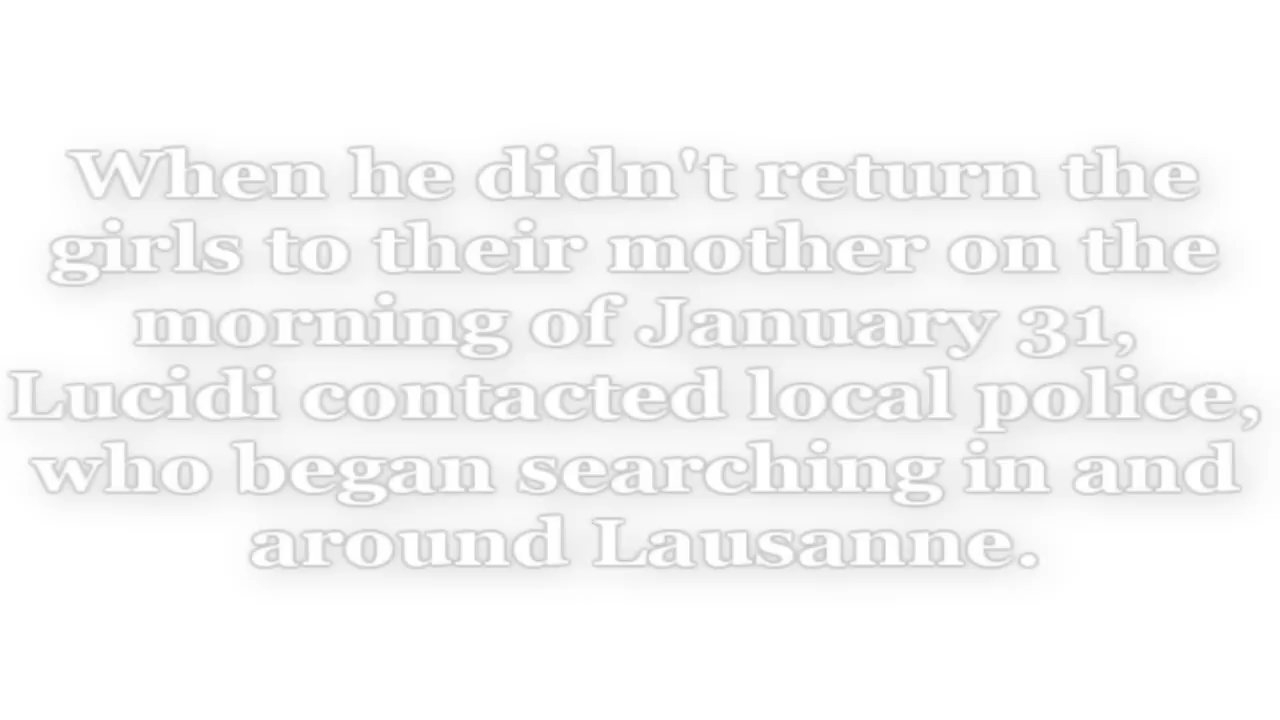 When he didn't return the
girls to their mother on the
morning of January 31,
Lucidi contacted local police,
who began searching in and
around Lausanne.